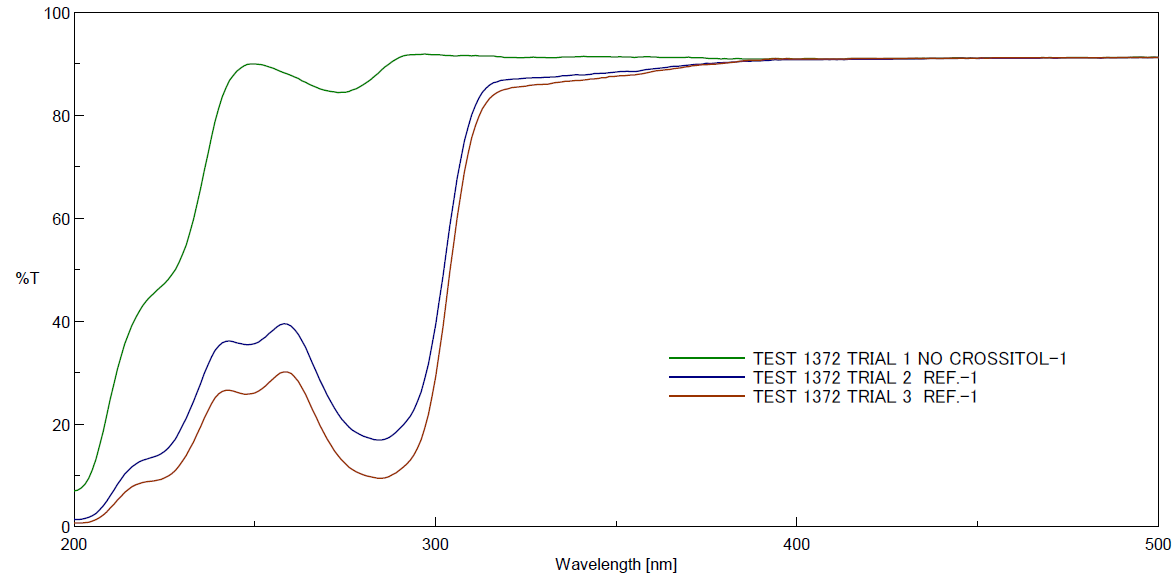 100
80
60
%T
40
20
0
TEST 1372 TRIAL 1 NO CROSSITOL-1
TEST 1372 TRIAL 2  REF.-1
TEST 1372 TRIAL 3  REF.-1
200
300
400
500
Wavelength [nm]